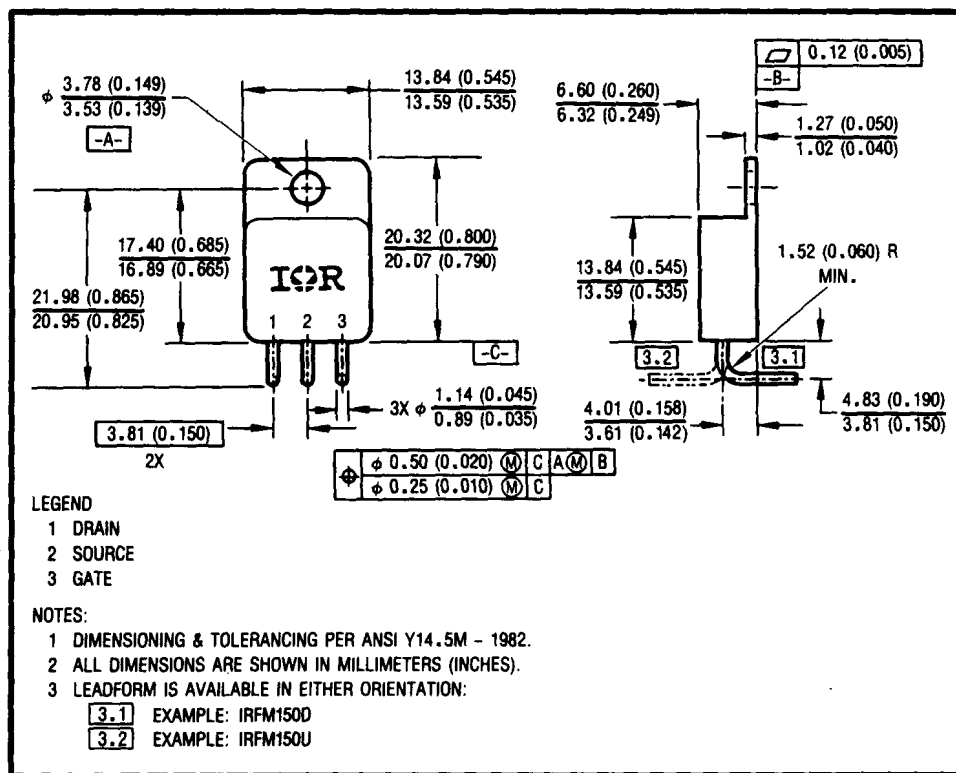 ϕ 3.78 (0.149)
3.53 (0.139)
-A-
13.84 (0.545)
13.59 (0.535)
0.12 (0.005)
-B-
6.60 (0.260)
6.32 (0.249)
1.27 (0.050)
1.02 (0.040)
17.40 (0.685)
16.89 (0.665)
20.32 (0.800)
20.07 (0.790)
21.98 (0.865)
20.95 (0.825)
IOR
1 2 3
-C-
13.84 (0.545)
13.59 (0.535)
1.52 (0.060) R
MIN.
3.2
3.1
3X ϕ 1.14 (0.045)
0.89 (0.035)
3.81 (0.150)
2X
4.01 (0.158)
3.61 (0.142)
4.83 (0.190)
3.81 (0.150)
⌖ ϕ 0.50 (0.020) Ⓜ C A Ⓜ B
ϕ 0.25 (0.010) Ⓜ C
LEGEND
1 DRAIN
2 SOURCE
3 GATE
NOTES:
1 DIMENSIONING & TOLERANCING PER ANSI Y14.5M - 1982.
2 ALL DIMENSIONS ARE SHOWN IN MILLIMETERS (INCHES).
3 LEADFORM IS AVAILABLE IN EITHER ORIENTATION:
3.1 EXAMPLE: IRFM150D
3.2 EXAMPLE: IRFM150U